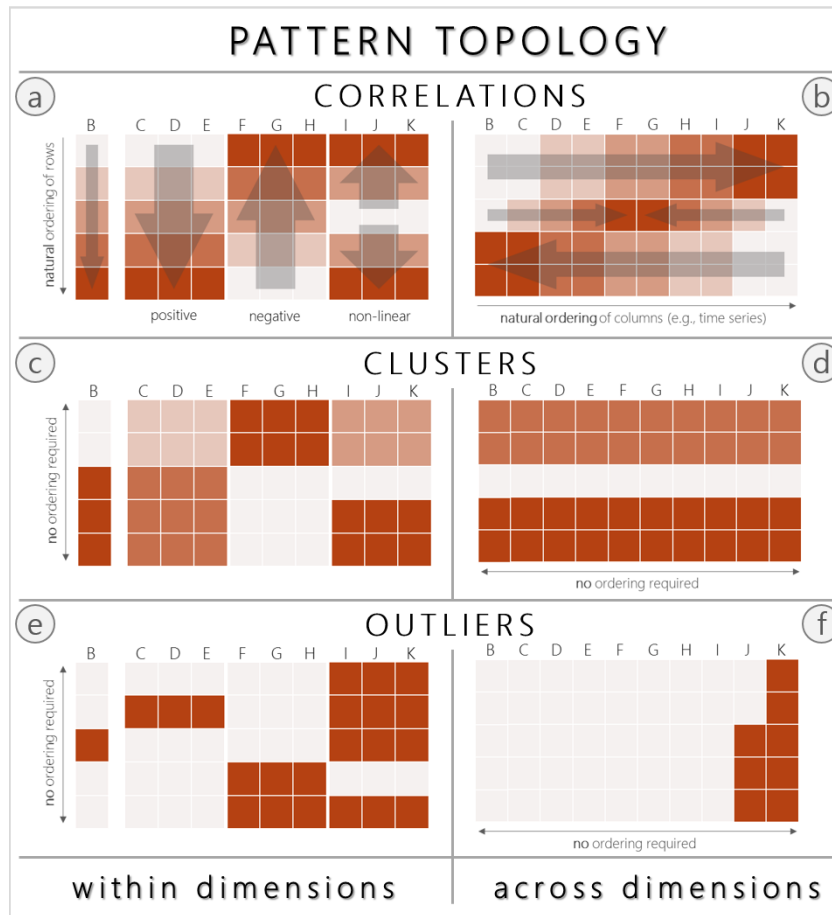 PATTERN TOPOLOGY
a
CORRELATIONS
b
B C D E F G H I J K
B C D E F G H I J K
natural ordering of rows
positive negative non-linear
natural ordering of columns (e.g., time series)
c
CLUSTERS
d
B C D E F G H I J K
B C D E F G H I J K
no ordering required
no ordering required
e
OUTLIERS
f
B C D E F G H I J K
B C D E F G H I J K
no ordering required
no ordering required
within dimensions
across dimensions